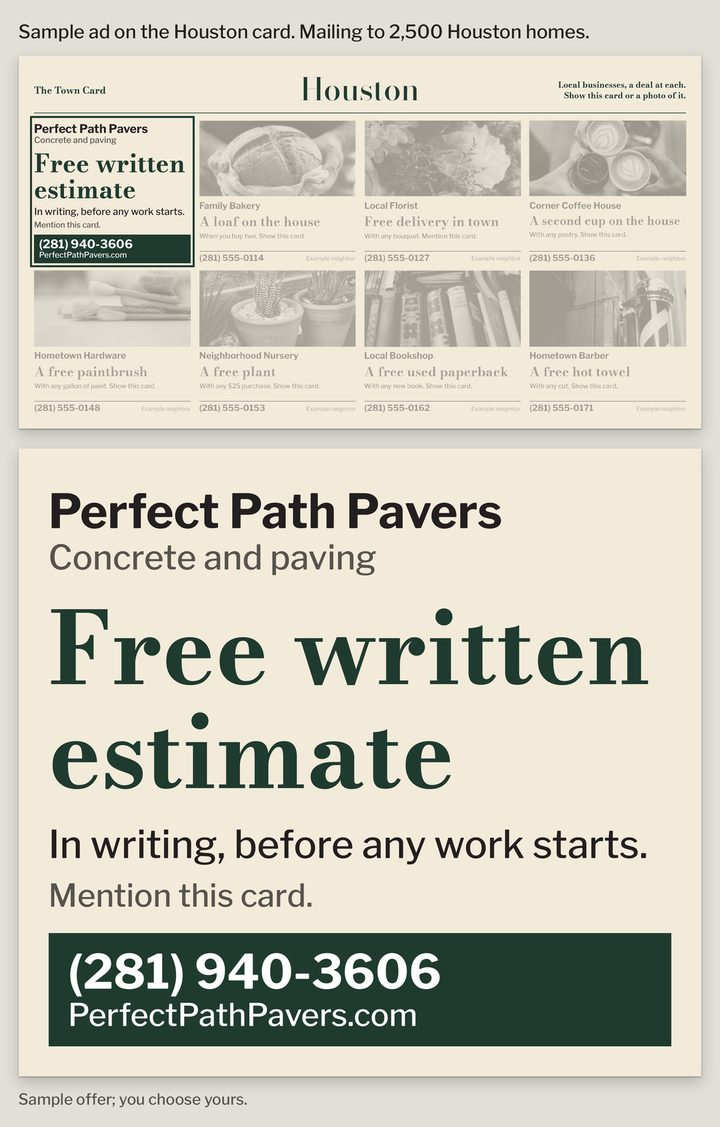 Sample ad on the Houston card. Mailing to 2,500 Houston homes.
The Town Card
Houston
Local businesses, a deal at each.
Show this card or a photo of it.
Perfect Path Pavers
Concrete and paving
Free written
estimate
In writing, before any work starts.
Mention this card.
(281) 940-3606
PerfectPathPavers.com
Family Bakery
A loaf on the house
When you buy two. Show this card.
(281) 555-0114
Example neighbor
Local Florist
Free delivery in town
With any bouquet. Mention this card.
(281) 555-0127
Example neighbor
Corner Coffee House
A second cup on the house
With any pastry. Show this card.
(281) 555-0136
Example neighbor
Hometown Hardware
A free paintbrush
With any gallon of paint. Show this card.
(281) 555-0148
Example neighbor
Neighborhood Nursery
A free plant
With any $25 purchase. Show this card.
(281) 555-0153
Example neighbor
Local Bookshop
A free used paperback
With any new book. Show this card.
(281) 555-0162
Example neighbor
Hometown Barber
A free hot towel
With any cut. Show this card.
(281) 555-0171
Example neighbor
Perfect Path Pavers
Concrete and paving
Free written
estimate
In writing, before any work starts.
Mention this card.
(281) 940-3606
PerfectPathPavers.com
Sample offer; you choose yours.